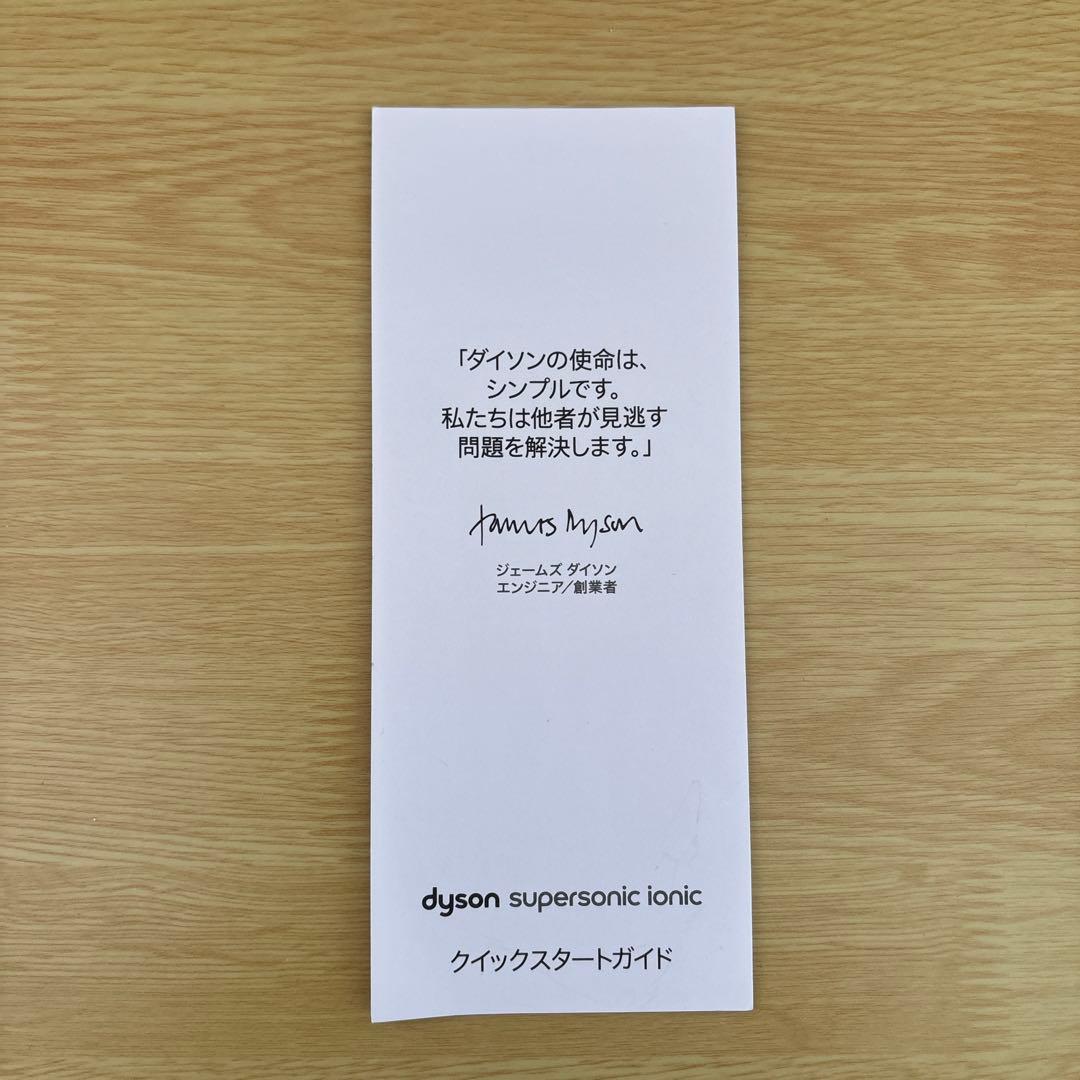 「ダイソンの使命は、
シンプルです。
私たちは他者が見逃す
問題を解決します。」
James Dyson
ジェームズ ダイソン
エンジニア/創業者
dyson supersonic ionic
クイックスタートガイド